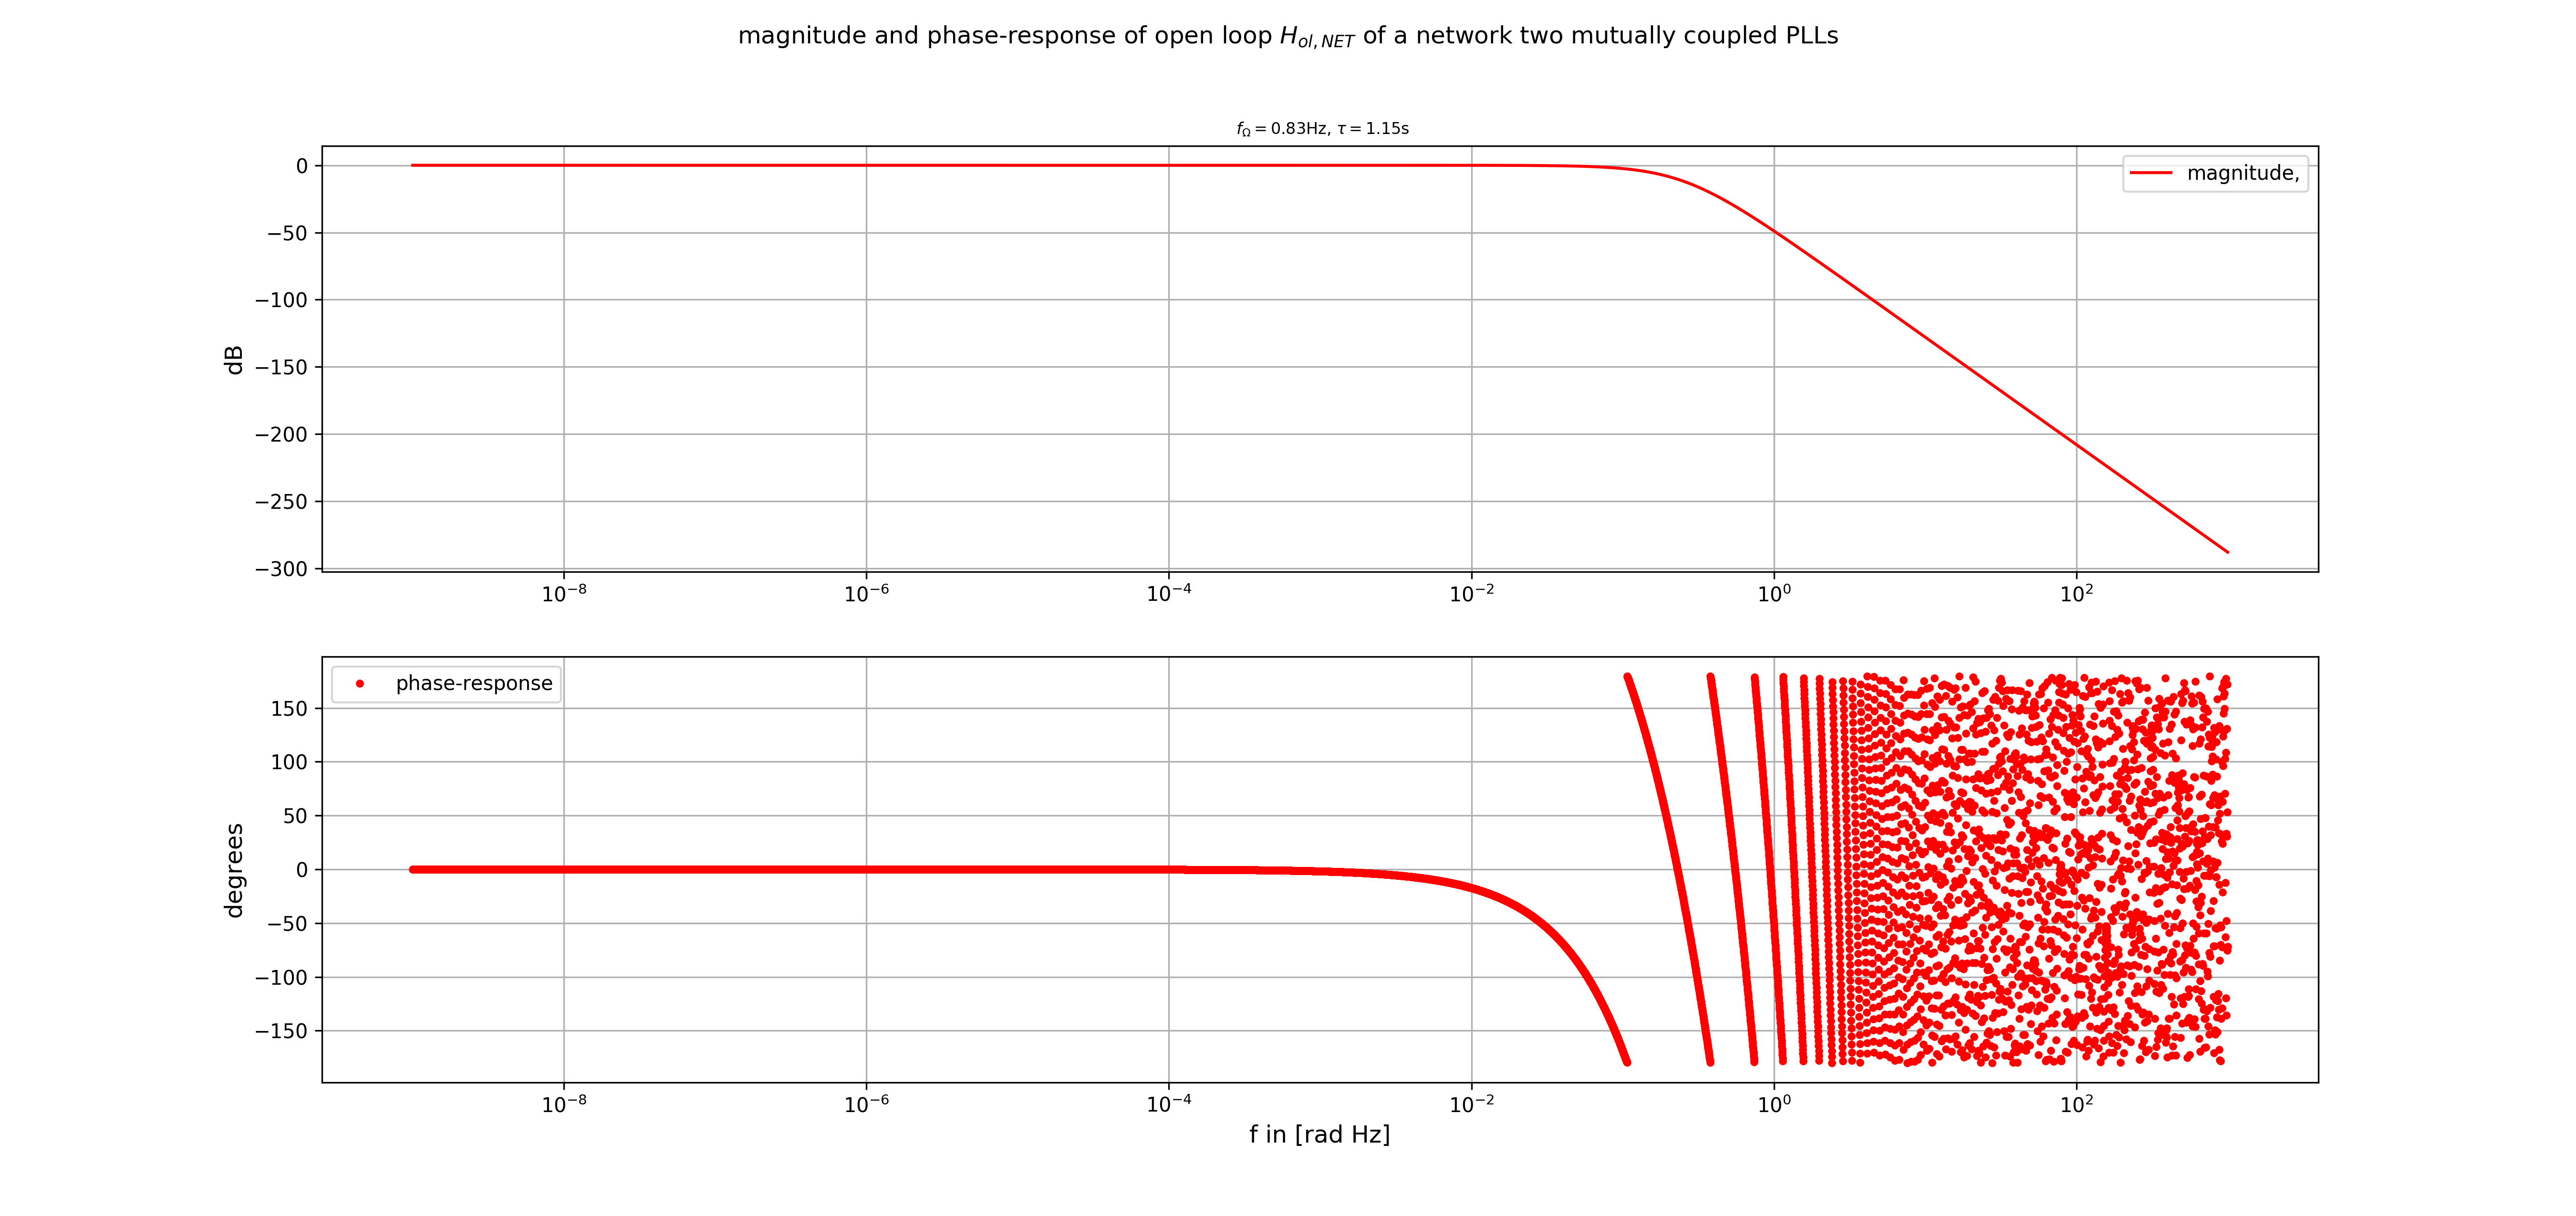 magnitude and phase-response of open loop H_{ol,NET} of a network two mutually coupled PLLs
f_Ω = 0.83Hz, τ = 1.15s
magnitude,
dB
0
−50
−100
−150
−200
−250
−300
10^{−8} 10^{−6} 10^{−4} 10^{−2} 10^{0} 10^{2}
phase-response
degrees
150
100
50
0
−50
−100
−150
10^{−8} 10^{−6} 10^{−4} 10^{−2} 10^{0} 10^{2}
f in [rad Hz]